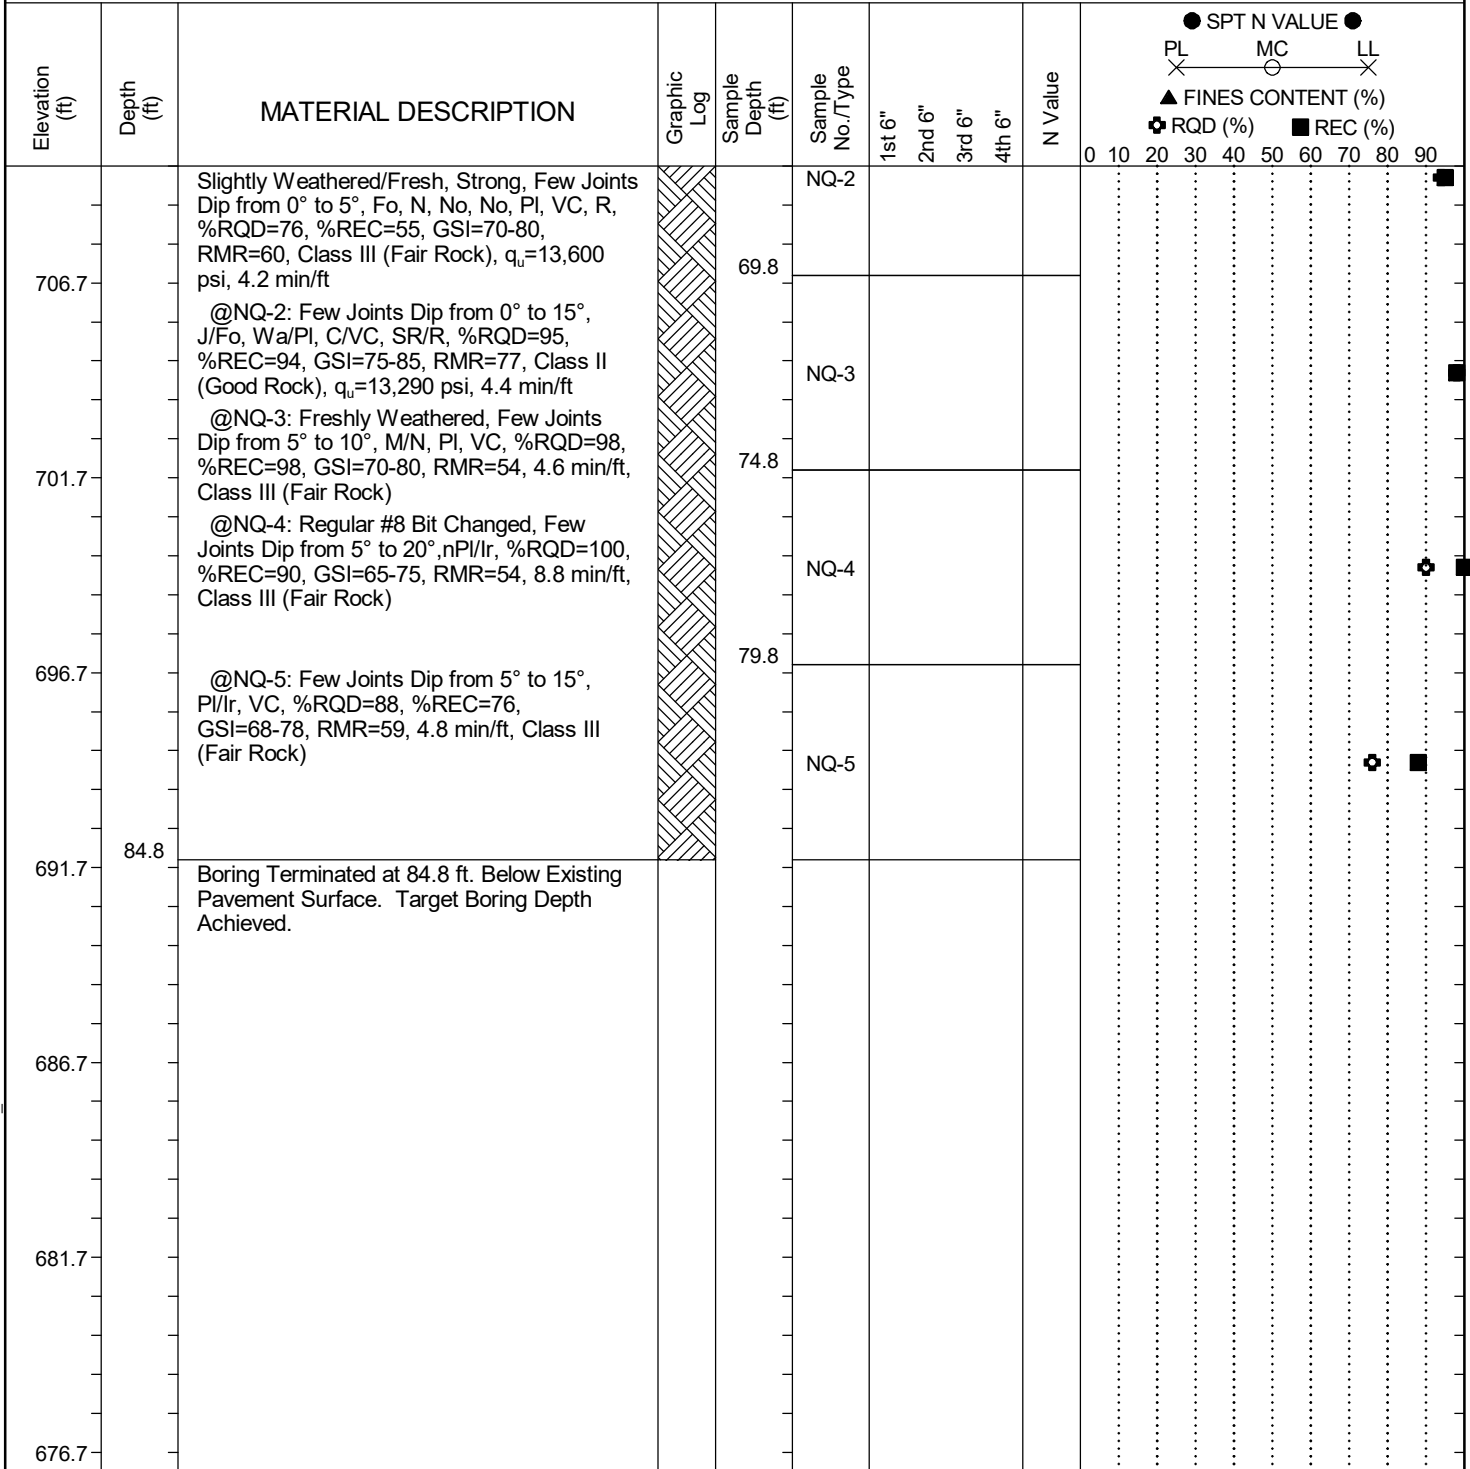 Elevation (ft)
Depth (ft)
MATERIAL DESCRIPTION
Graphic Log
Sample Depth (ft)
Sample No./Type
1st 6"
2nd 6"
3rd 6"
4th 6"
N Value
● SPT N VALUE ●
PL MC LL
▲ FINES CONTENT (%)
RQD (%) ■ REC (%)
0 10 20 30 40 50 60 70 80 90
Slightly Weathered/Fresh, Strong, Few Joints
Dip from 0° to 5°, Fo, N, No, No, Pl, VC, R,
%RQD=76, %REC=55, GSI=70-80,
RMR=60, Class III (Fair Rock), qu=13,600
psi, 4.2 min/ft
@NQ-2: Few Joints Dip from 0° to 15°,
J/Fo, Wa/Pl, C/VC, SR/R, %RQD=95,
%REC=94, GSI=75-85, RMR=77, Class II
(Good Rock), qu=13,290 psi, 4.4 min/ft
@NQ-3: Freshly Weathered, Few Joints
Dip from 5° to 10°, M/N, Pl, VC, %RQD=98,
%REC=98, GSI=70-80, RMR=54, 4.6 min/ft,
Class III (Fair Rock)
@NQ-4: Regular #8 Bit Changed, Few
Joints Dip from 5° to 20°,nPl/Ir, %RQD=100,
%REC=90, GSI=65-75, RMR=54, 8.8 min/ft,
Class III (Fair Rock)
@NQ-5: Few Joints Dip from 5° to 15°,
Pl/Ir, VC, %RQD=88, %REC=76,
GSI=68-78, RMR=59, 4.8 min/ft, Class III
(Fair Rock)
Boring Terminated at 84.8 ft. Below Existing
Pavement Surface. Target Boring Depth
Achieved.
706.7
701.7
696.7
691.7
686.7
681.7
676.7
84.8
69.8
74.8
79.8
NQ-2
NQ-3
NQ-4
NQ-5